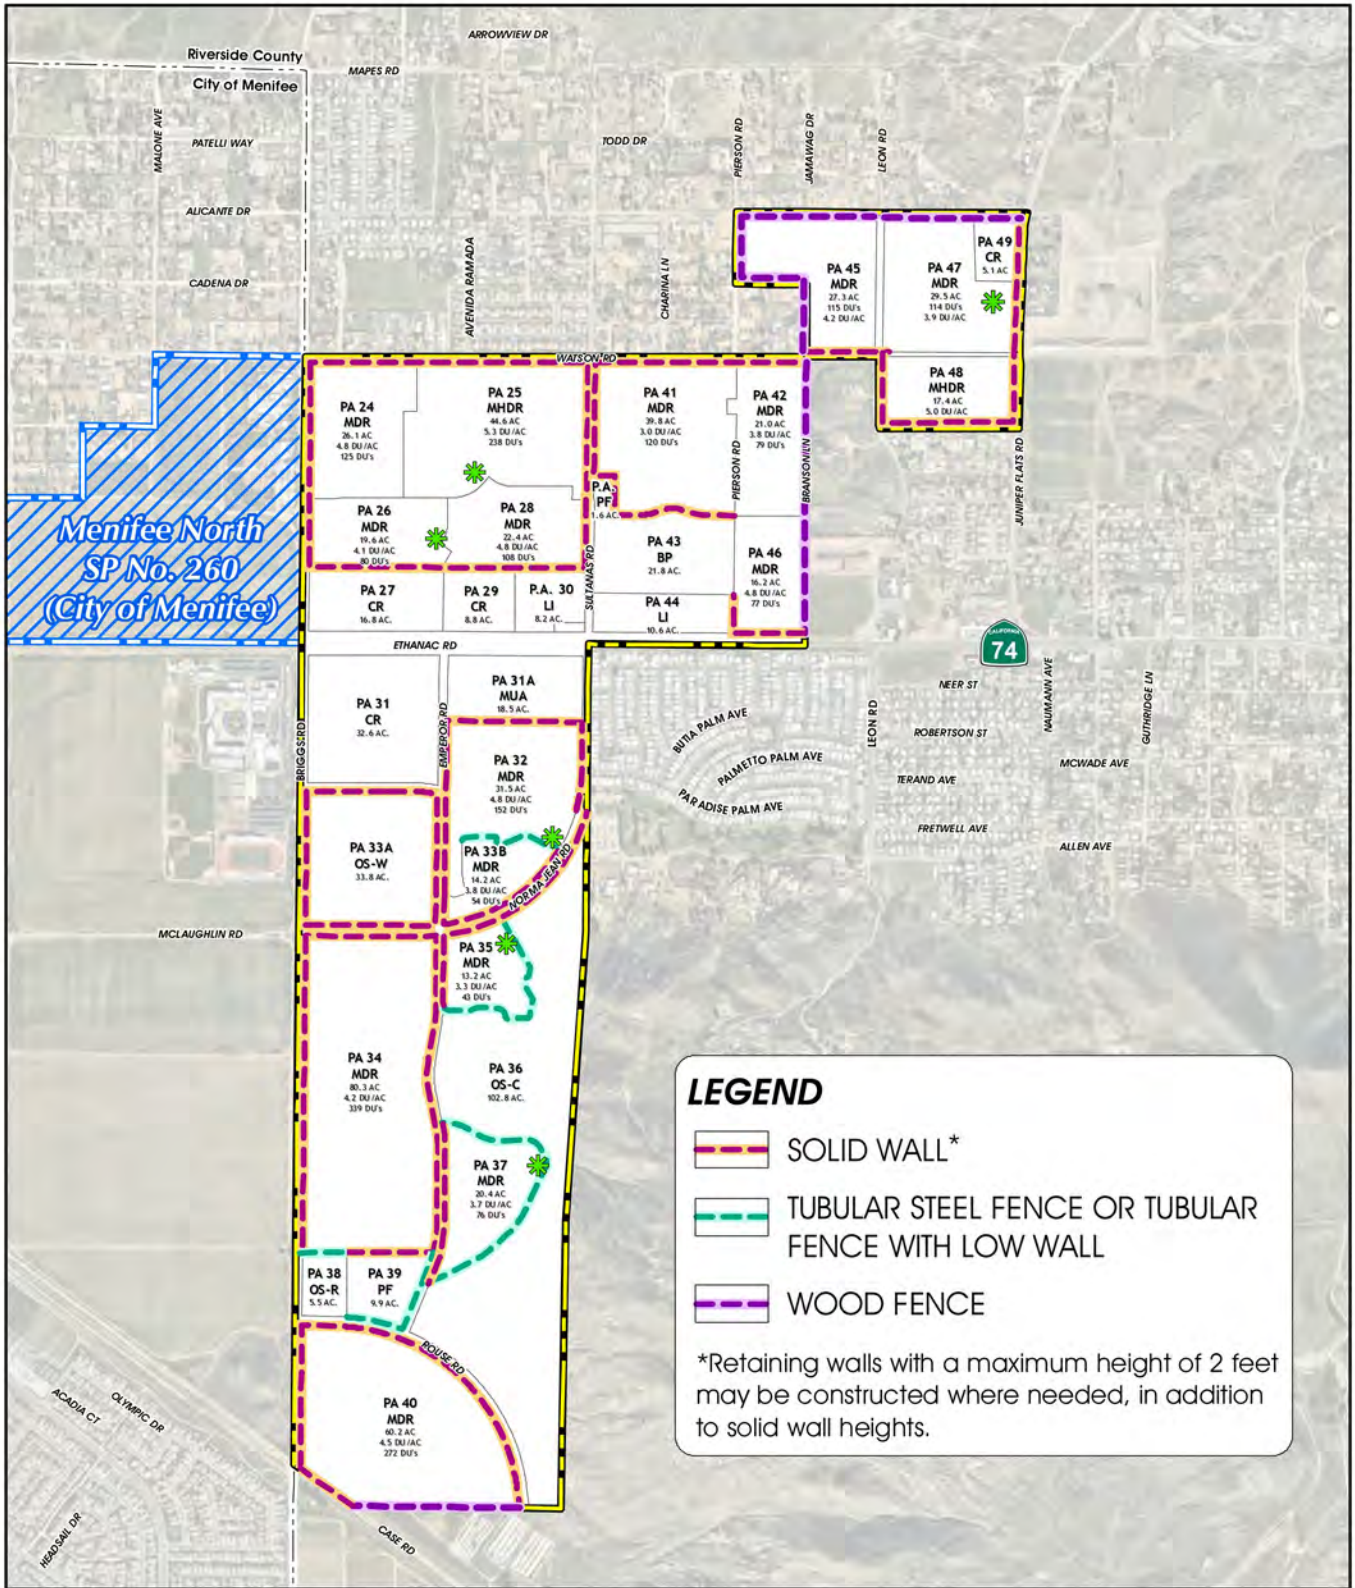 ARROWVIEW DR
Riverside County
MAPES RD
City of Menifee
MALONE AVE
PATELLI WAY
TODD DR
PIERSON RD
JAMAWAG DR
LEON RD
ALICANTE DR
CADENA DR
AVENIDA RAMADA
CHARINA LN
PA 49
CR
5.1 AC
PA 45
MDR
27.3 AC
115 DU's
4.2 DU/AC
PA 47
MDR
29.5 AC
114 DU's
3.9 DU/AC
WATSON RD
PA 48
MHDR
17.4 AC
5.0 DU/AC
PA 24
MDR
26.1 AC
4.8 DU/AC
125 DU's
PA 25
MHDR
44.6 AC
5.3 DU/AC
238 DU's
PA 41
MDR
39.8 AC
3.0 DU/AC
120 DU's
PA 42
MDR
21.0 AC
3.8 DU/AC
79 DU's
PIERSON RD
BRANSON LN
JUNIPER FLATS RD
P.A.
PF
1.6 AC.
PA 26
MDR
19.6 AC
4.1 DU/AC
80 DU's
PA 28
MDR
22.4 AC
4.8 DU/AC
108 DU's
Menifee North
SP No. 260
(City of Menifee)
PA 43
BP
21.8 AC.
PA 46
MDR
16.2 AC
4.8 DU/AC
77 DU's
SULTANAS RD
PA 27
CR
16.8 AC.
PA 29
CR
8.8 AC.
P.A. 30
LI
8.2 AC.
PA 44
LI
10.6 AC.
ETHANAC RD
CALIFORNIA
74
PA 31
CR
32.6 AC.
PA 31A
MUA
18.5 AC.
BRIGGS RD
EMPEROR RD
NEER ST
NAUMANN AVE
GUTHRIDGE LN
LEON RD
BUTIA PALM AVE
ROBERTSON ST
PALMETTO PALM AVE
MCWADE AVE
TERAND AVE
PARADISE PALM AVE
FRETWELL AVE
ALLEN AVE
PA 32
MDR
31.5 AC
4.8 DU/AC
152 DU's
PA 33A
OS-W
33.8 AC.
PA 33B
MDR
14.2 AC
3.8 DU/AC
54 DU's
NORMA JEAN RD
MCLAUGHLIN RD
PA 35
MDR
13.2 AC
3.3 DU/AC
43 DU's
PA 34
MDR
80.3 AC
4.2 DU/AC
339 DU's
PA 36
OS-C
102.8 AC.
PA 37
MDR
20.4 AC
3.7 DU/AC
76 DU's
PA 38
OS-R
5.5 AC.
PA 39
PF
9.9 AC.
ROUSE RD
PA 40
MDR
60.2 AC
4.5 DU/AC
272 DU's
ACADIA CT
OLYMPIC DR
HEADSAIL DR
CASE RD
LEGEND
SOLID WALL*
TUBULAR STEEL FENCE OR TUBULAR
FENCE WITH LOW WALL
WOOD FENCE
*Retaining walls with a maximum height of 2 feet
may be constructed where needed, in addition
to solid wall heights.